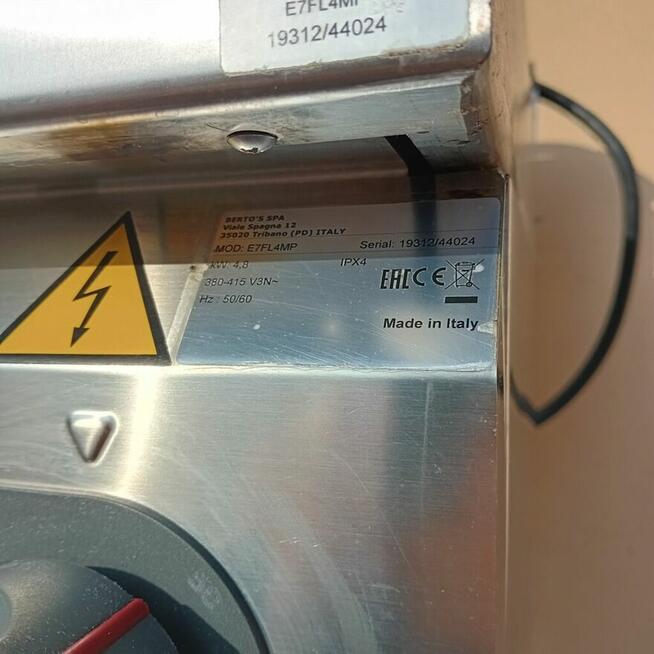 E7FL4MP
19312/44024
BERTO'S SPA
Viale Spagna 12
35020 Tribano (PD) ITALY
MOD: E7FL4MP Serial: 19312/44024
kW: 4,8 IPX4
380-415 V3N~
Hz : 50/60
EAC CE
Made in Italy